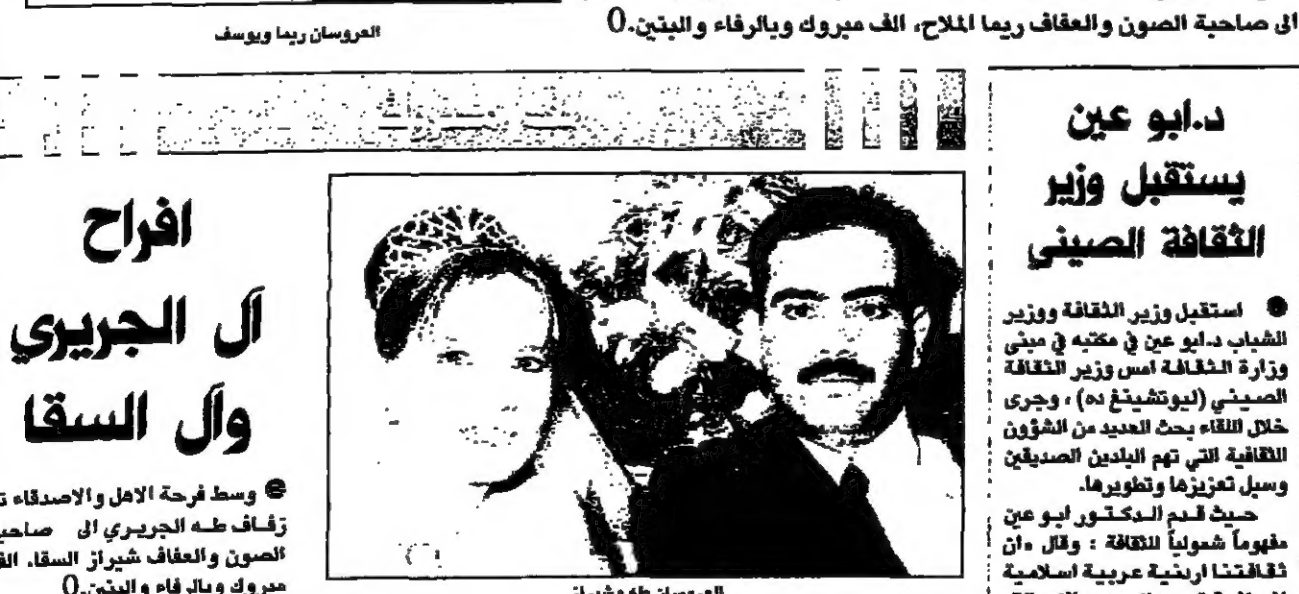 الى صاحبة الصون والعفاف ريما الملاح، الف مبروك وبالرفاء والبنين.
العروسان ريما ويوسف
د.ابو عين
يستقبل وزير
الثقافة الصيني
● استقبل وزير الثقافة ووزير
الشباب د.ابو عين في مكتبه في مبنى
وزارة الثقافة امس وزير الثقافة
الصيني (ليوتشينغ ده)، وجرى
خلال اللقاء بحث العديد من الشؤون
الثقافية التي تهم البلدين الصديقين
وسبل تعزيزها وتطويرها.
حيث قدم الدكتور ابو عين
مفهوماً شمولياً للثقافة : وقال «ان
ثقافتنا اردنية عربية اسلامية
العروسان طه وشيراز
افراح
آل الجريري
وآل السقا
● وسط فرحة الاهل والاصدقاء
زفاف طه الجريري الى صاحبة
الصون والعفاف شيراز السقا، الف
مبروك وبالرفاء والبنين.